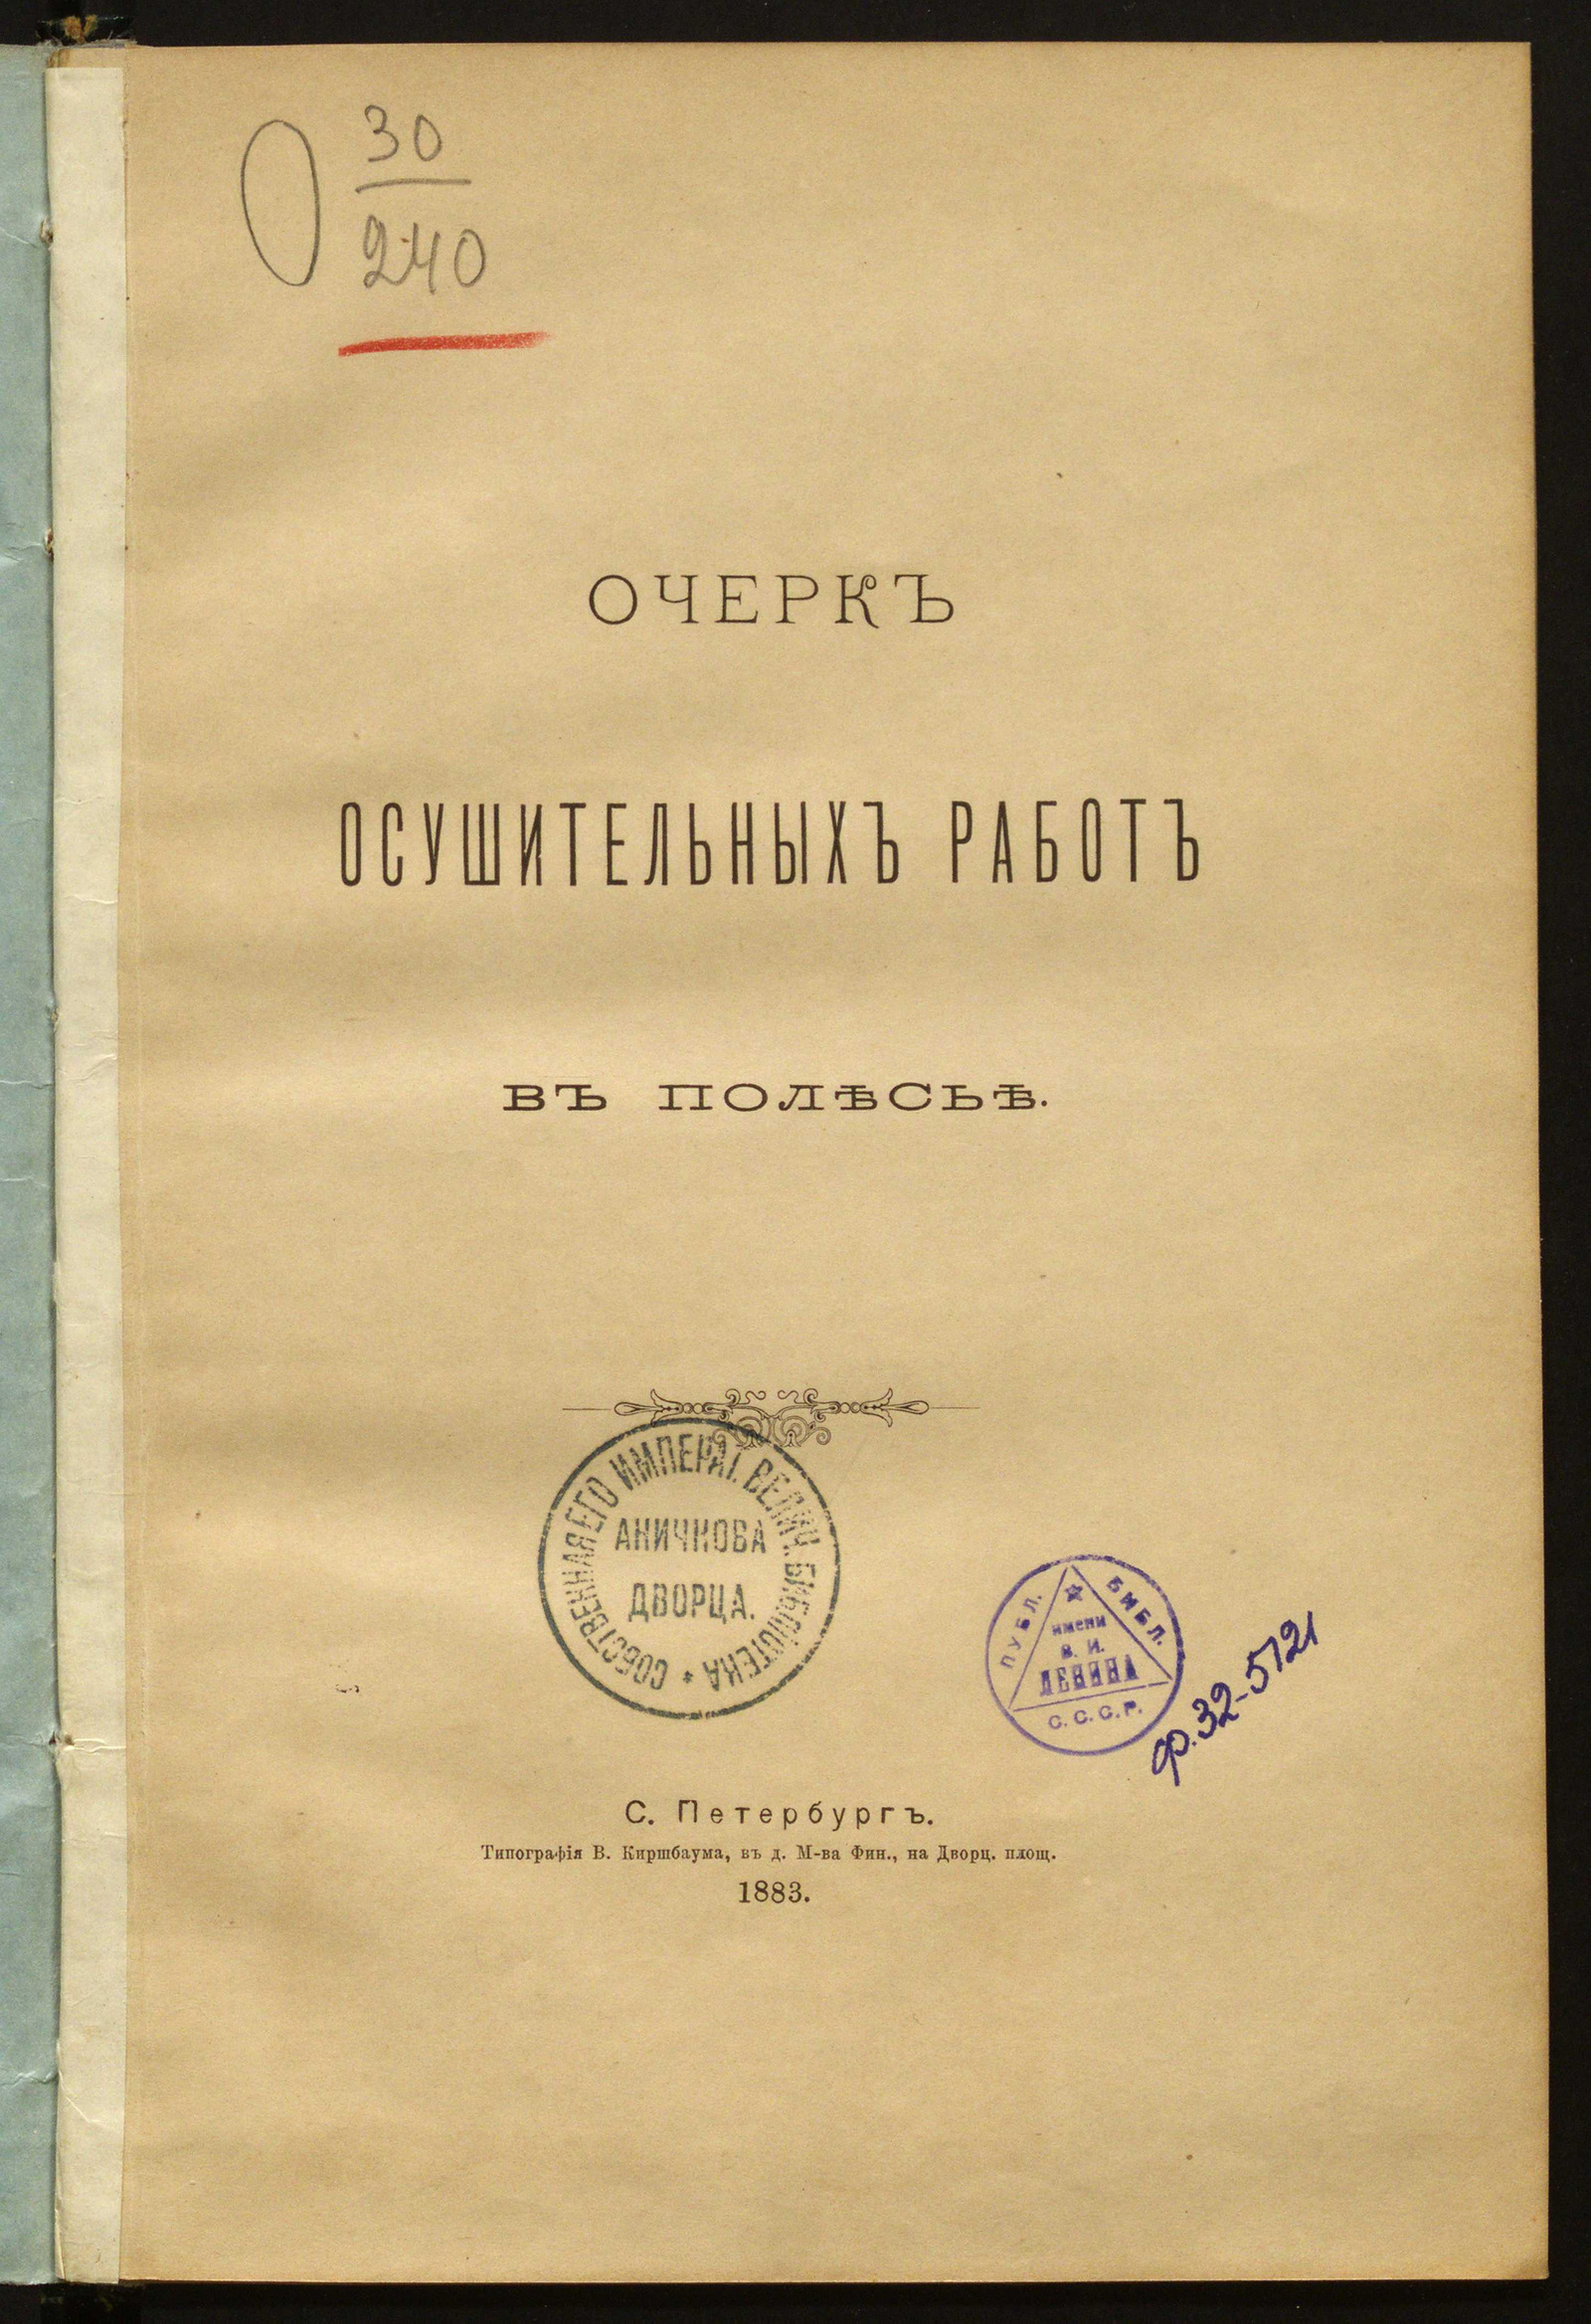 О 30
240
ОЧЕРКЪ
ОСУШИТЕЛЬНЫХЪ РАБОТЪ
ВЪ ПОЛѢСЬѢ.
СОБСТВЕННАЯ ЕГО ИМПЕРАТ. ВЕЛИЧ. БИБЛІОТЕКА *
АНИЧКОВА
ДВОРЦА.
ПУБЛ. БИБЛ.
имени
В. И.
ЛЕНИНА
С. С. С. Р.
ф. 32-5721
С. Петербургъ.
Типографія В. Киршбаума, въ д. М-ва Фин., на Дворц. площ.
1883.